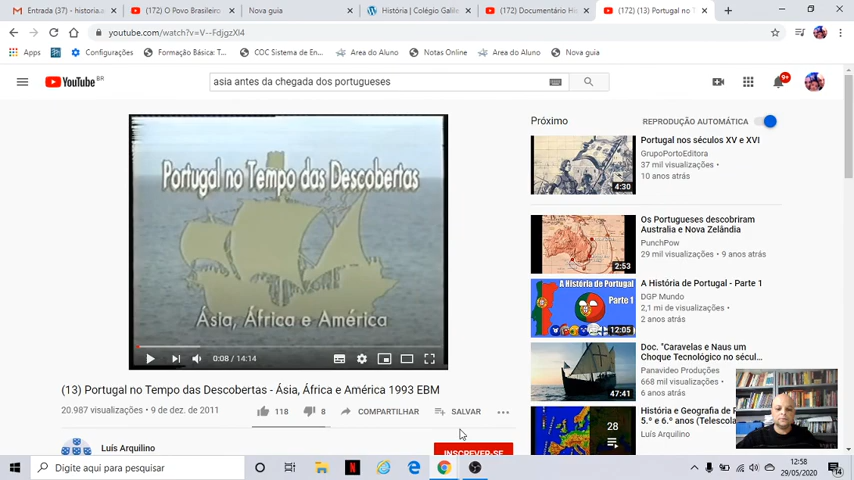 Entrada (37) - historia.a
(172) O Povo Brasileiro
Nova guia
História | Colégio Galile
(172) Documentário His
(172) (13) Portugal no T
youtube.com/watch?v=V--FdjgzXI4
Apps
Configurações
Formação Básica: T...
COC Sistema de En...
Area do Aluno
Notas Online
Area do Aluno
Nova guia
YouTube BR
asia antes da chegada dos portugueses
9+
Portugal no Tempo das Descobertas
Ásia, África e América
0:08 / 14:14
(13) Portugal no Tempo das Descobertas - Ásia, África e América 1993 EBM
20.987 visualizações • 9 de dez. de 2011
118
8
COMPARTILHAR
SALVAR
Luís Arquilino
INSCREVER-SE
Próximo
REPRODUÇÃO AUTOMÁTICA
Portugal nos séculos XV e XVI
GrupoPortoEditora
37 mil visualizações •
10 anos atrás
4:30
Os Portugueses descobriram
Australia e Nova Zelândia
PunchPow
29 mil visualizações • 9 anos atrás
2:53
A História de Portugal
Parte 1
12:05
A História de Portugal - Parte 1
DGP Mundo
2,1 mi de visualizações •
2 anos atrás
Doc. "Caravelas e Naus um
Choque Tecnológico no sécul...
Panavideo Produções
668 mil visualizações •
6 anos atrás
47:41
28
História e Geografia de P
5.º e 6.º anos (Telescola
Luís Arquilino
Digite aqui para pesquisar
12:58
29/05/2020
14